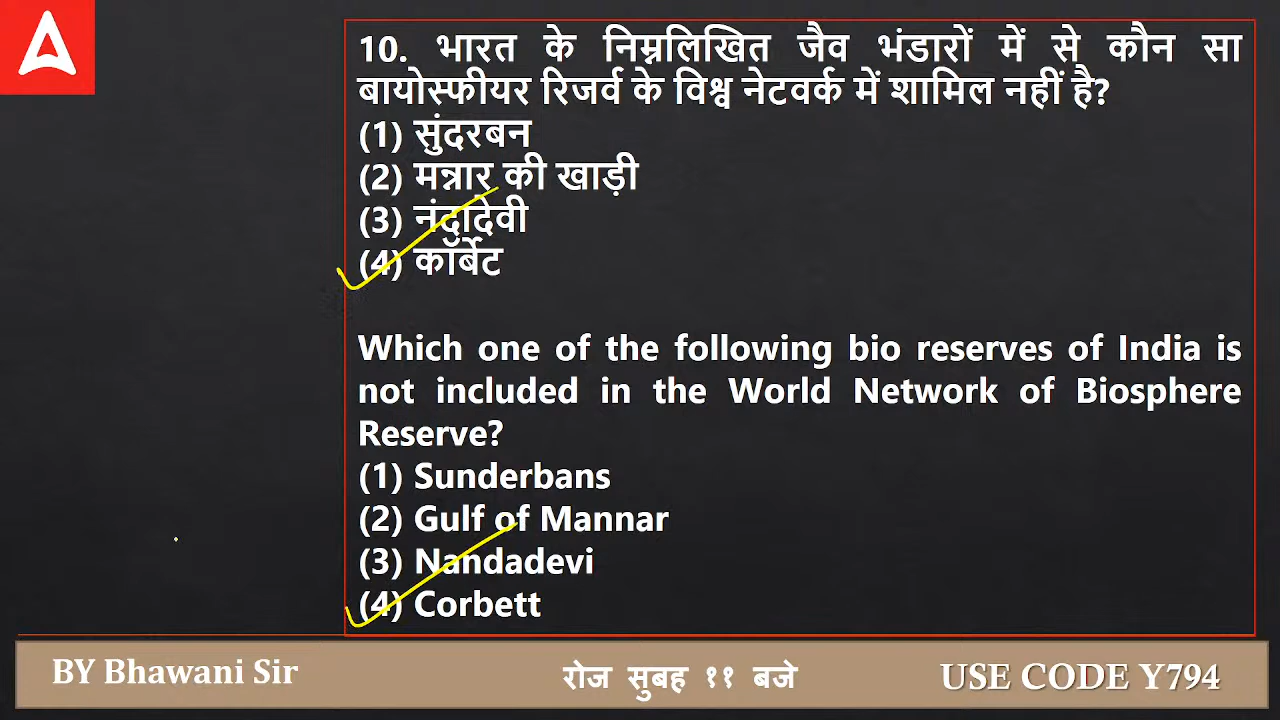 10. भारत के निम्नलिखित जैव भंडारों में से कौन सा
बायोस्फीयर रिजर्व के विश्व नेटवर्क में शामिल नहीं है?
(1) सुंदरबन
(2) मन्नार की खाड़ी
(3) नंदादेवी
(4) कॉर्बेट
Which one of the following bio reserves of India is
not included in the World Network of Biosphere
Reserve?
(1) Sunderbans
(2) Gulf of Mannar
(3) Nandadevi
(4) Corbett
BY Bhawani Sir रोज सुबह ११ बजे USE CODE Y794